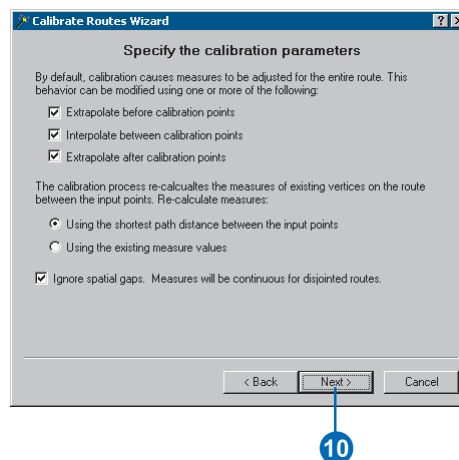 Calibrate Routes Wizard
Specify the calibration parameters
By default, calibration causes measures to be adjusted for the entire route. This
behavior can be modified using one or more of the following:
Extrapolate before calibration points
Interpolate between calibration points
Extrapolate after calibration points
The calibration process re-calcualtes the measures of existing vertices on the route
between the input points. Re-calculate measures:
Using the shortest path distance between the input points
Using the existing measure values
Ignore spatial gaps. Measures will be continuous for disjointed routes.
< Back Next > Cancel
10